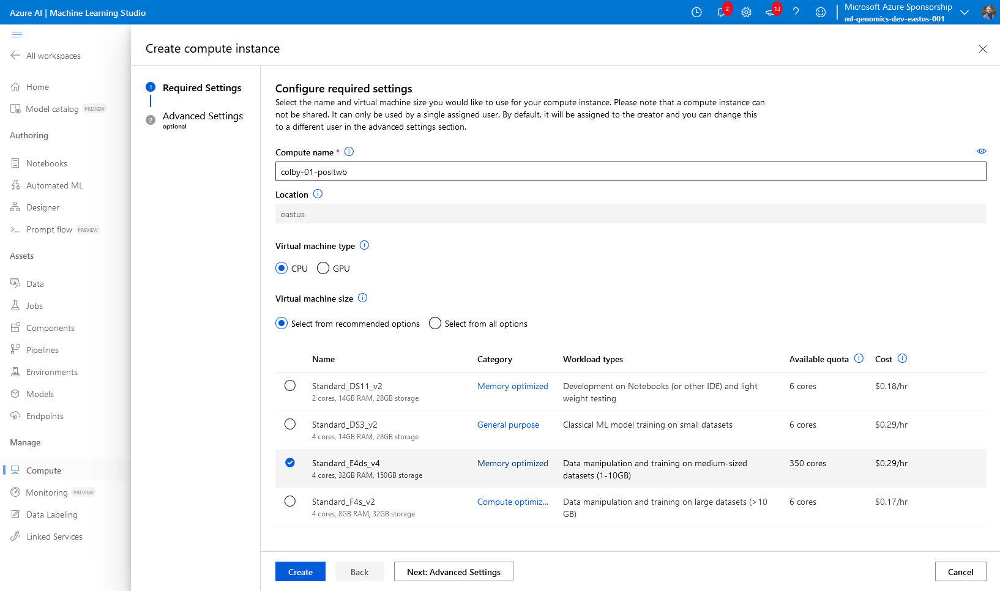 Azure AI | Machine Learning Studio
2
13
Microsoft Azure Sponsorship
ml-genomics-dev-eastus-001
All workspaces
Home
Model catalog PREVIEW
Authoring
Notebooks
Automated ML
Designer
Prompt flow PREVIEW
Assets
Data
Jobs
Components
Pipelines
Environments
Models
Endpoints
Manage
Compute
Monitoring PREVIEW
Data Labeling
Linked Services
Create compute instance
1 Required Settings
2 Advanced Settings
optional
Configure required settings
Select the name and virtual machine size you would like to use for your compute instance. Please note that a compute instance can
not be shared. It can only be used by a single assigned user. By default, it will be assigned to the creator and you can change this
to a different user in the advanced settings section.
Compute name *
colby-01-positwb
Location
eastus
Virtual machine type
CPU GPU
Virtual machine size
Select from recommended options Select from all options
Name Category Workload types Available quota Cost
Standard_DS11_v2 Memory optimized Development on Notebooks (or other IDE) and light 6 cores $0.18/hr
2 cores, 14GB RAM, 28GB storage weight testing
Standard_DS3_v2 General purpose Classical ML model training on small datasets 6 cores $0.29/hr
4 cores, 14GB RAM, 28GB storage
Standard_E4ds_v4 Memory optimized Data manipulation and training on medium-sized 350 cores $0.29/hr
4 cores, 32GB RAM, 150GB storage datasets (1-10GB)
Standard_F4s_v2 Compute optimiz... Data manipulation and training on large datasets (>10 6 cores $0.17/hr
4 cores, 8GB RAM, 32GB storage GB)
Create Back Next: Advanced Settings Cancel